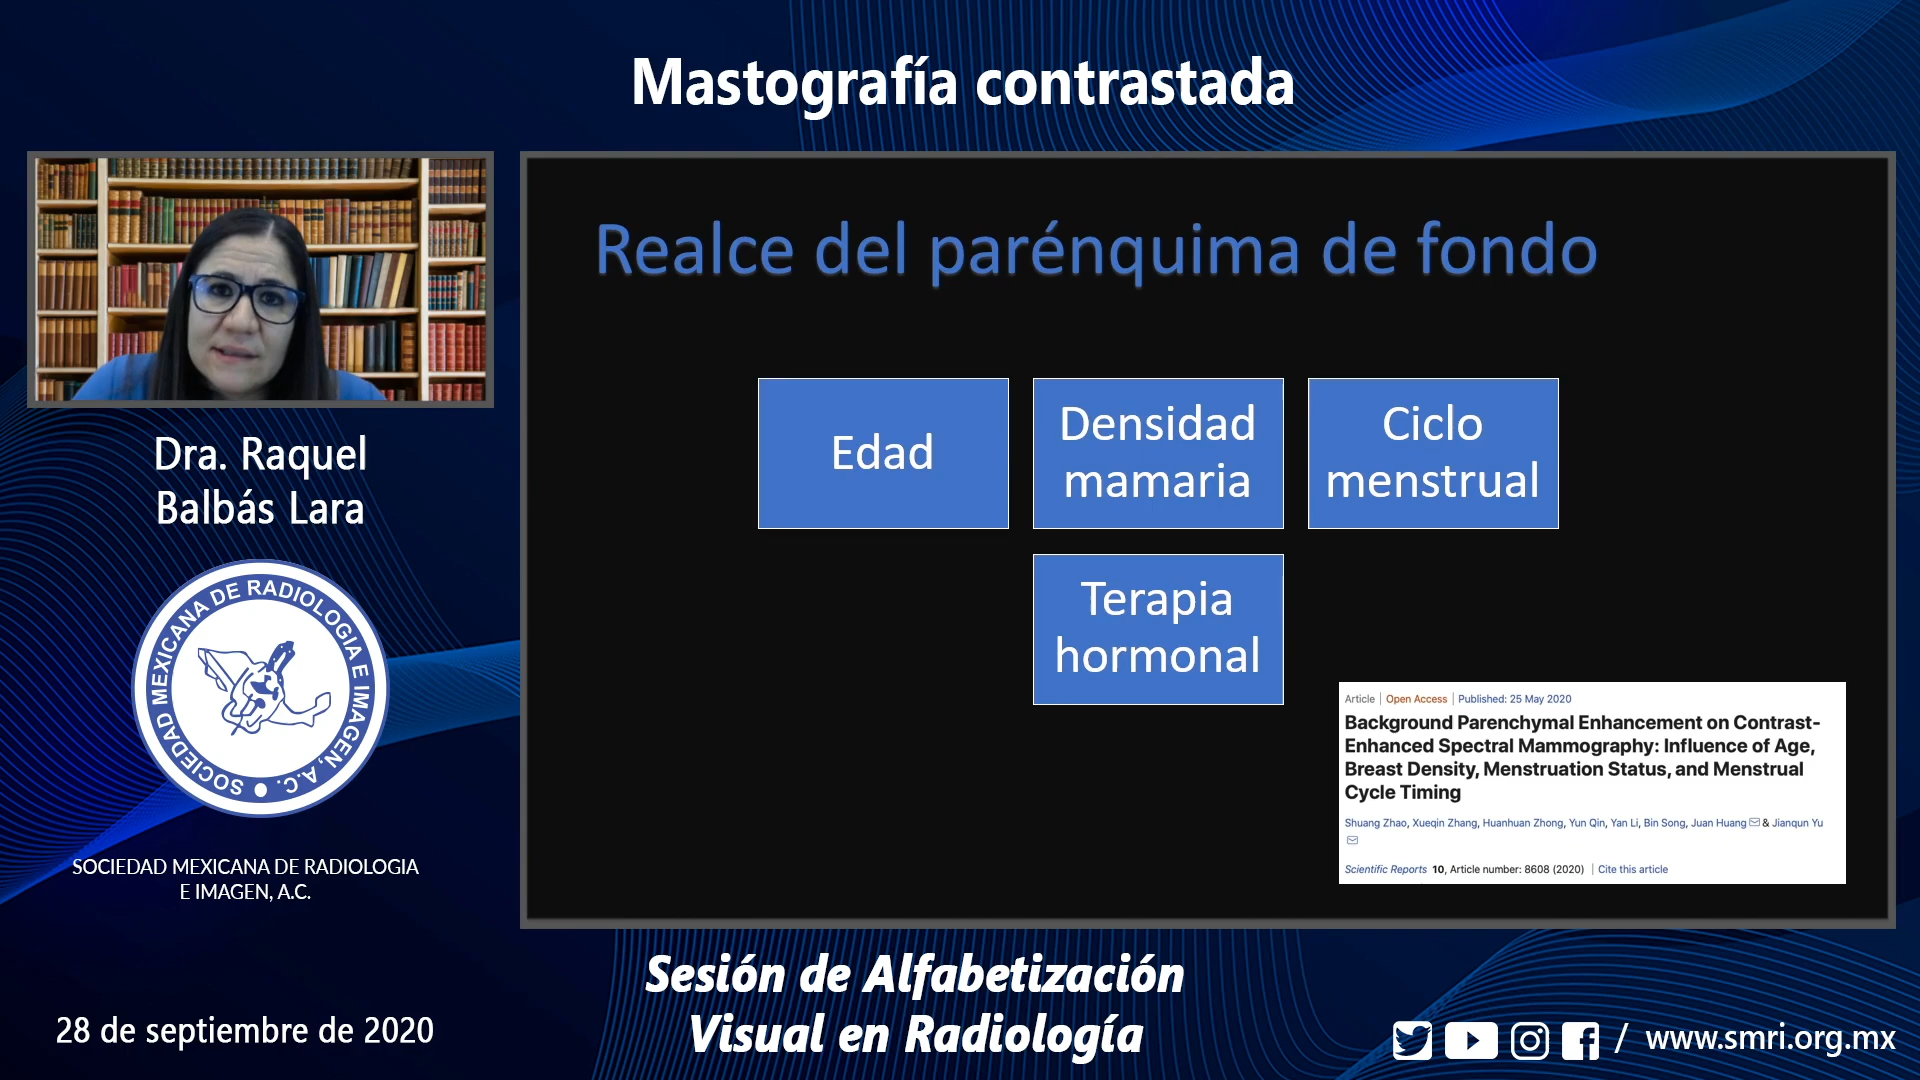 Mastografía contrastada
Dra. Raquel
Balbás Lara
SOCIEDAD MEXICANA DE RADIOLOGIA E IMAGEN, A.C.
SOCIEDAD MEXICANA DE RADIOLOGIA
E IMAGEN, A.C.
28 de septiembre de 2020
Realce del parénquima de fondo
Edad
Densidad
mamaria
Ciclo
menstrual
Terapia
hormonal
Article | Open Access | Published: 25 May 2020
Background Parenchymal Enhancement on Contrast-
Enhanced Spectral Mammography: Influence of Age,
Breast Density, Menstruation Status, and Menstrual
Cycle Timing
Shuang Zhao, Xueqin Zhang, Huanhuan Zhong, Yun Qin, Yan Li, Bin Song, Juan Huang & Jianqun Yu
Scientific Reports 10, Article number: 8608 (2020) | Cite this article
Sesión de Alfabetización
Visual en Radiología
/ www.smri.org.mx